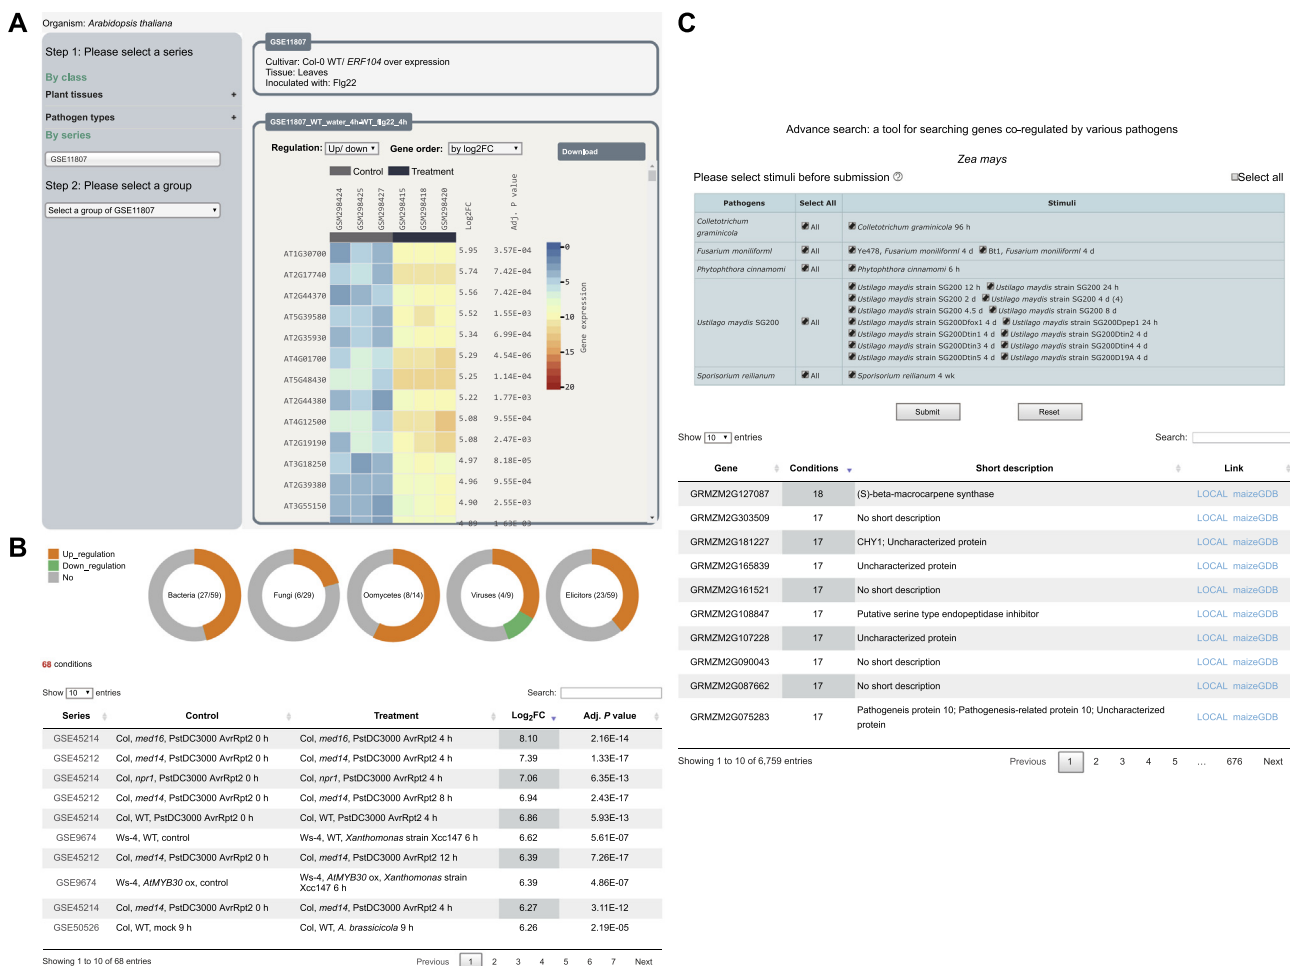 A
Organism: Arabidopsis thaliana
Step 1: Please select a series
By class
Plant tissues +
Pathogen types +
By series
GSE11807
Step 2: Please select a group
Select a group of GSE11807
GSE11807
Cultivar: Col-0 WT/ ERF104 over expression
Tissue: Leaves
Inoculated with: Flg22
GSE11807_WT_water_4h-WT_flg22_4h
Regulation: Up/ down Gene order: by log2FC Download
Control Treatment
GSM298424 GSM298425 GSM298427 GSM298415 GSM298418 GSM298420 Log2FC Adj. P value
AT1G30700 5.95 3.57E-04
AT2G17740 5.74 7.42E-04
AT2G44370 5.56 7.42E-04
AT5G39580 5.52 1.55E-03
AT2G35930 5.34 6.99E-04
AT4G01700 5.29 4.54E-06
AT5G48430 5.25 1.14E-04
AT2G44380 5.22 1.77E-03
AT4G12500 5.08 9.55E-04
AT2G19190 5.08 2.47E-03
AT3G18250 4.97 8.18E-05
AT2G39380 4.96 9.55E-04
AT3G55150 4.90 2.55E-03
4.89 1.63E-03
0
5
10
15
20
Gene expression
B
Up_regulation
Down_regulation
No
Bacteria (27/59)
Fungi (6/29)
Oomycetes (8/14)
Viruses (4/9)
Elicitors (23/59)
68 conditions
Show 10 entries Search:
Series Control Treatment Log2FC Adj. P value
GSE45214 Col, med16, PstDC3000 AvrRpt2 0 h Col, med16, PstDC3000 AvrRpt2 4 h 8.10 2.16E-14
GSE45212 Col, med14, PstDC3000 AvrRpt2 0 h Col, med14, PstDC3000 AvrRpt2 4 h 7.39 1.33E-17
GSE45214 Col, npr1, PstDC3000 AvrRpt2 0 h Col, npr1, PstDC3000 AvrRpt2 4 h 7.06 6.35E-13
GSE45212 Col, med14, PstDC3000 AvrRpt2 0 h Col, med14, PstDC3000 AvrRpt2 8 h 6.94 2.43E-17
GSE45214 Col, WT, PstDC3000 AvrRpt2 0 h Col, WT, PstDC3000 AvrRpt2 4 h 6.86 5.93E-13
GSE9674 Ws-4, WT, control Ws-4, WT, Xanthomonas strain Xcc147 6 h 6.62 5.61E-07
GSE45212 Col, med14, PstDC3000 AvrRpt2 0 h Col, med14, PstDC3000 AvrRpt2 12 h 6.39 7.26E-17
GSE9674 Ws-4, AtMYB30 ox, control Ws-4, AtMYB30 ox, Xanthomonas strain Xcc147 6 h 6.39 4.86E-07
GSE45214 Col, med14, PstDC3000 AvrRpt2 0 h Col, med14, PstDC3000 AvrRpt2 4 h 6.27 3.11E-12
GSE50526 Col, WT, mock 9 h Col, WT, A. brassicicola 9 h 6.26 2.19E-05
Showing 1 to 10 of 68 entries Previous 1 2 3 4 5 6 7 Next
C
Advance search: a tool for searching genes co-regulated by various pathogens
Zea mays
Please select stimuli before submission ? Select all
Pathogens Select All Stimuli
Colletotrichum graminicola All Colletotrichum graminicola 96 h
Fusarium moniliforml All Ye478, Fusarium moniliforml 4 d Bt1, Fusarium moniliforml 4 d
Phytophthora cinnamomi All Phytophthora cinnamomi 6 h
Ustilago maydis strain SG200 12 h Ustilago maydis strain SG200 24 h
Ustilago maydis strain SG200 2 d Ustilago maydis strain SG200 4 d (4)
Ustilago maydis strain SG200 4.5 d Ustilago maydis strain SG200 8 d
Ustilago maydis SG200 All Ustilago maydis strain SG200Dfox1 4 d Ustilago maydis strain SG200Dpep1 24 h
Ustilago maydis strain SG200Dtin1 4 d Ustilago maydis strain SG200Dtin2 4 d
Ustilago maydis strain SG200Dtin3 4 d Ustilago maydis strain SG200Dtin4 4 d
Ustilago maydis strain SG200Dtin5 4 d Ustilago maydis strain SG200D19A 4 d
Sporisorium reilianum All Sporisorium reilianum 4 wk
Submit Reset
Show 10 entries Search:
Gene Conditions Short description Link
GRMZM2G127087 18 (S)-beta-macrocarpene synthase LOCAL maizeGDB
GRMZM2G303509 17 No short description LOCAL maizeGDB
GRMZM2G181227 17 CHY1; Uncharacterized protein LOCAL maizeGDB
GRMZM2G165839 17 Uncharacterized protein LOCAL maizeGDB
GRMZM2G161521 17 No short description LOCAL maizeGDB
GRMZM2G108847 17 Putative serine type endopeptidase inhibitor LOCAL maizeGDB
GRMZM2G107228 17 Uncharacterized protein LOCAL maizeGDB
GRMZM2G090043 17 No short description LOCAL maizeGDB
GRMZM2G087662 17 No short description LOCAL maizeGDB
GRMZM2G075283 17 Pathogeneis protein 10; Pathogenesis-related protein 10; Uncharacterized protein LOCAL maizeGDB
Showing 1 to 10 of 6,759 entries Previous 1 2 3 4 5 ... 676 Next